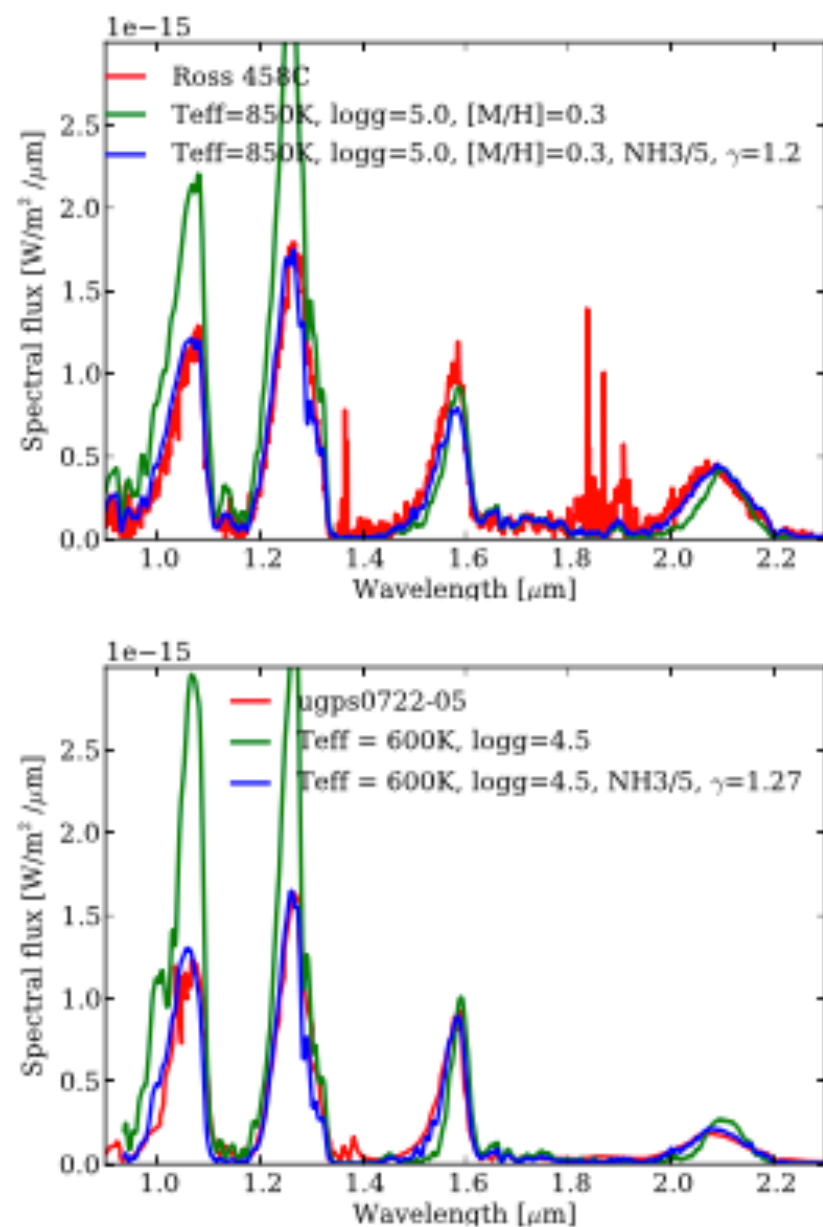 1e−15
Ross 458C
Teff=850K, logg=5.0, [M/H]=0.3
Teff=850K, logg=5.0, [M/H]=0.3, NH3/5, γ=1.2
Spectral flux [W/m² /μm]
2.5
2.0
1.5
1.0
0.5
0.0
1.0 1.2 1.4 1.6 1.8 2.0 2.2
Wavelength [μm]
1e−15
ugps0722-05
Teff = 600K, logg=4.5
Teff = 600K, logg=4.5, NH3/5, γ=1.27
Spectral flux [W/m² /μm]
2.5
2.0
1.5
1.0
0.5
0.0
1.0 1.2 1.4 1.6 1.8 2.0 2.2
Wavelength [μm]